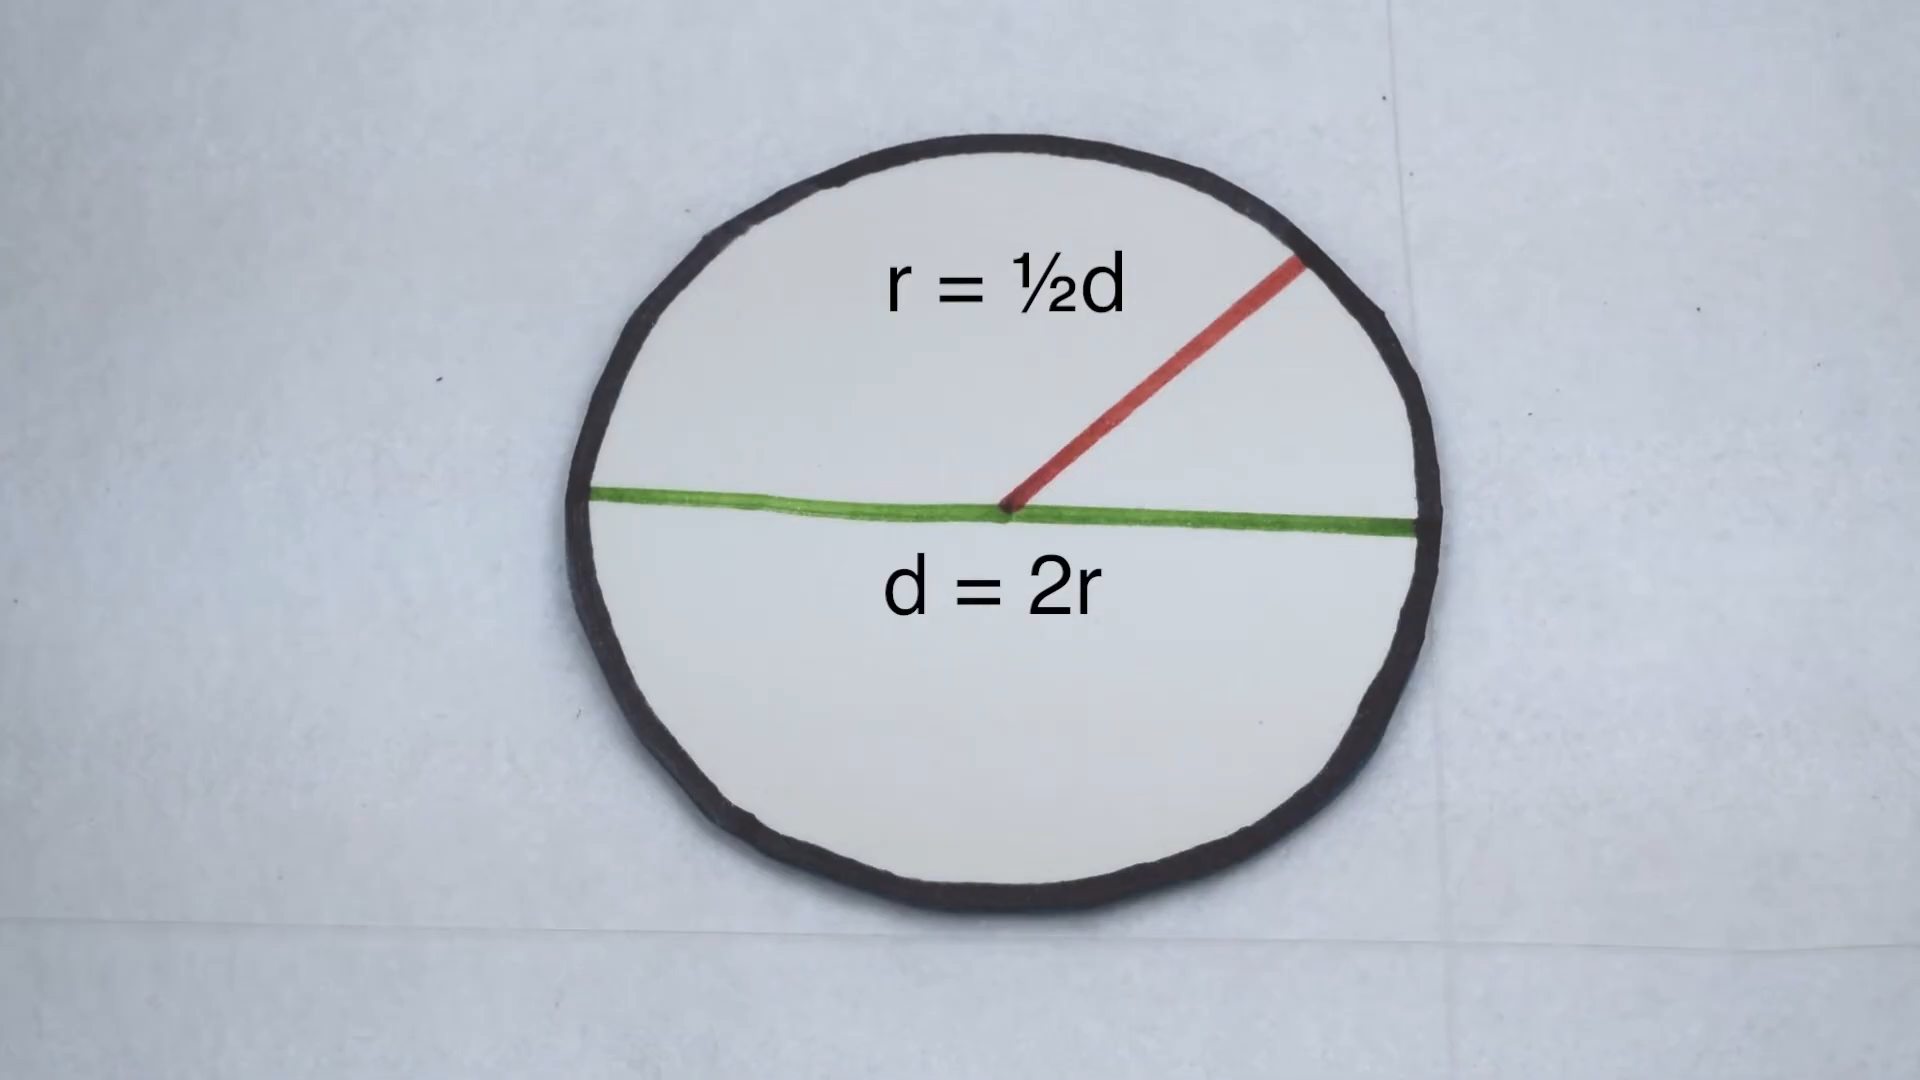 r = ½d
d = 2r